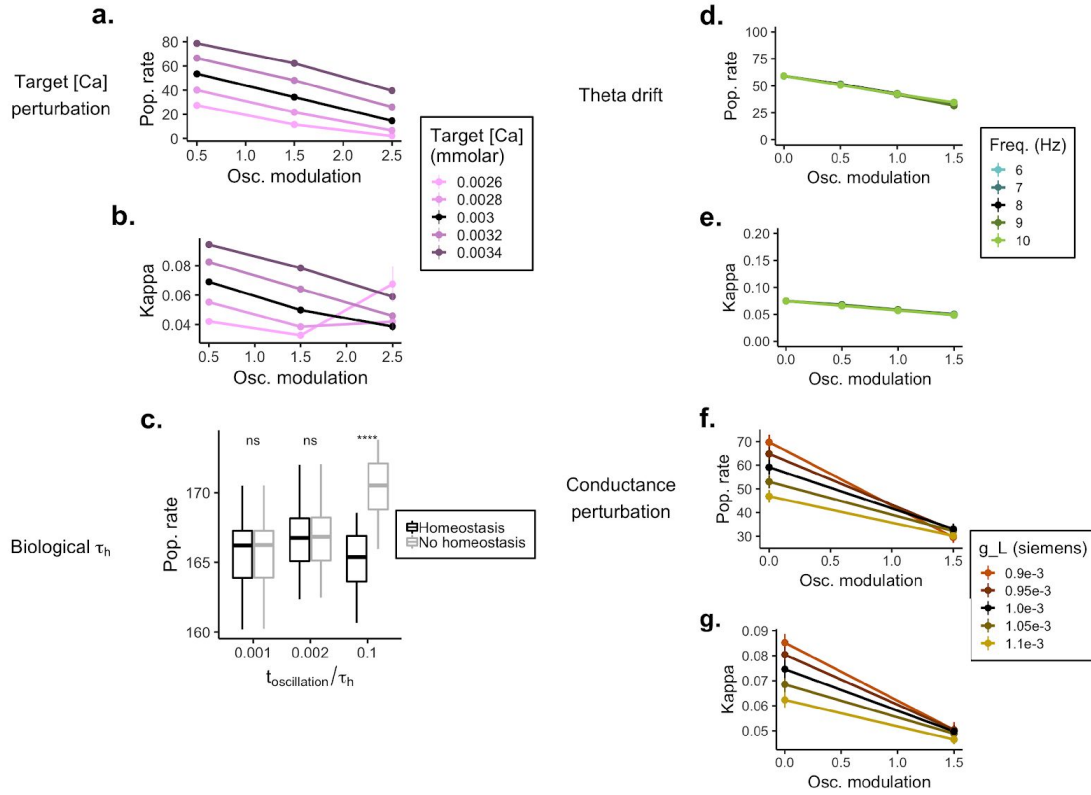 a.
Target [Ca]
perturbation
Pop. rate
80
60
40
20
0
0.5
1.0
1.5
2.0
2.5
Osc. modulation
Target [Ca]
(mmolar)
0.0026
0.0028
0.003
0.0032
0.0034
b.
Kappa
0.08
0.06
0.04
0.5
1.0
1.5
2.0
2.5
Osc. modulation
c.
Biological τh
Pop. rate
170
165
160
ns
ns
****
0.001
0.002
0.1
toscillation/τh
Homeostasis
No homeostasis
d.
Theta drift
Pop. rate
100
75
50
25
0
0.0
0.5
1.0
1.5
Osc. modulation
Freq. (Hz)
6
7
8
9
10
e.
Kappa
0.20
0.15
0.10
0.05
0.00
0.0
0.5
1.0
1.5
Osc. modulation
f.
Conductance
perturbation
Pop. rate
70
60
50
40
30
0.0
0.5
1.0
1.5
Osc. modulation
g_L (siemens)
0.9e-3
0.95e-3
1.0e-3
1.05e-3
1.1e-3
g.
Kappa
0.09
0.08
0.07
0.06
0.05
0.0
0.5
1.0
1.5
Osc. modulation